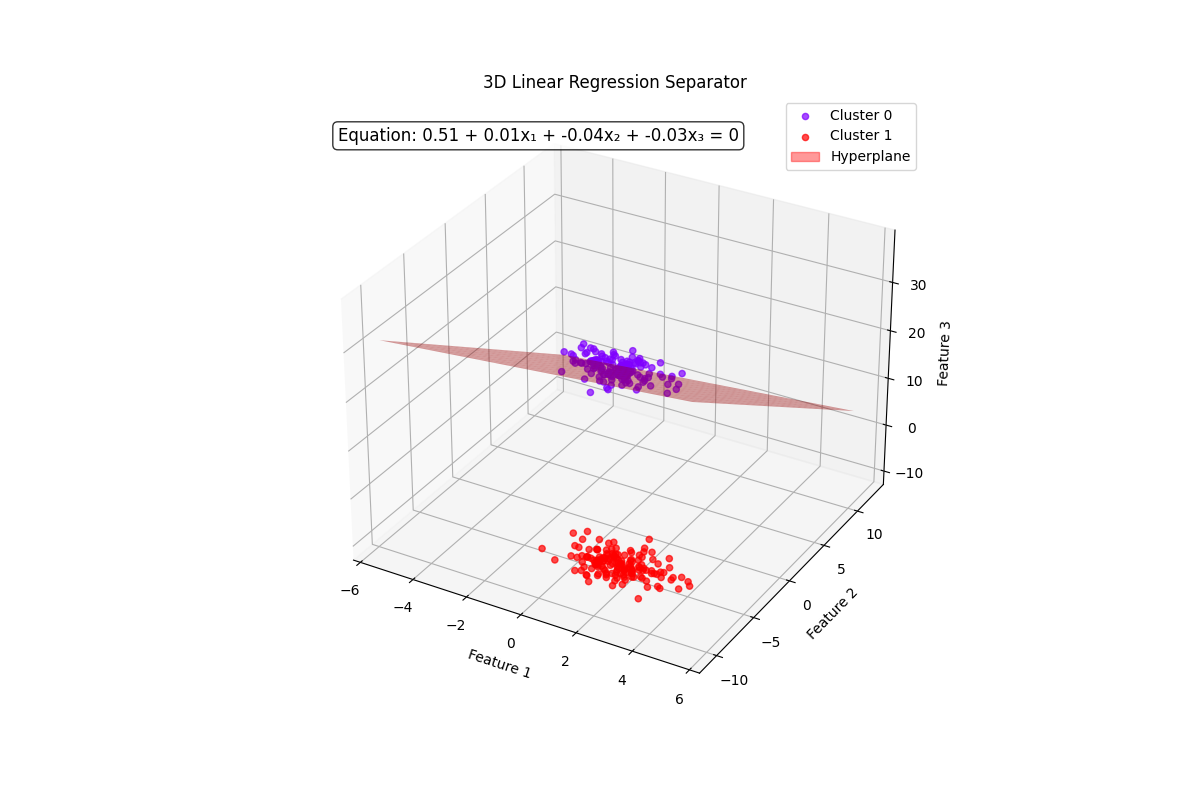 3D Linear Regression Separator
Equation: 0.51 + 0.01x₁ + -0.04x₂ + -0.03x₃ = 0
Cluster 0
Cluster 1
Hyperplane
30
20
10
0
−10
Feature 3
10
5
0
−5
−10
Feature 2
−6
−4
−2
0
2
4
6
Feature 1